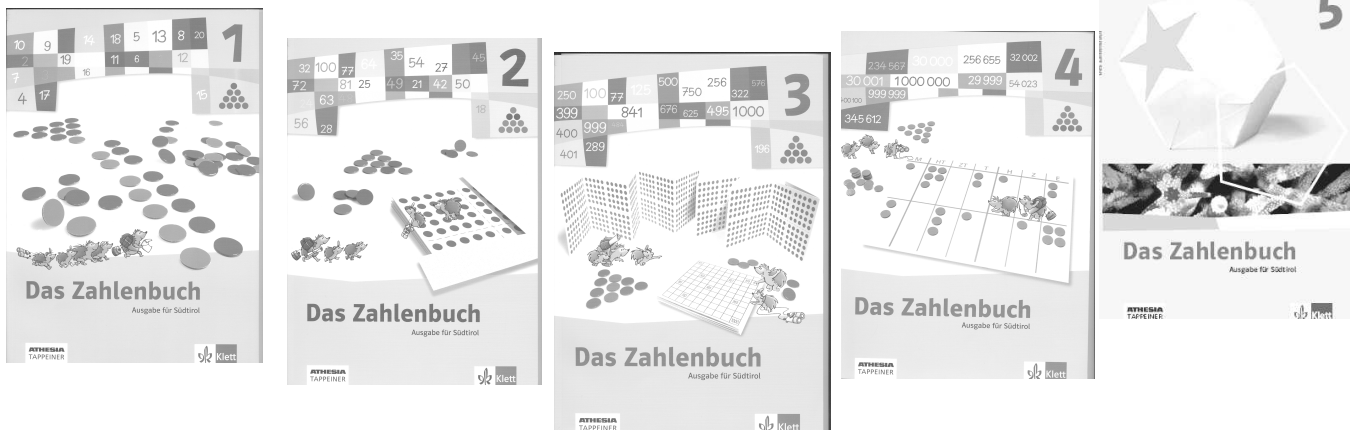 10 9 14 18 5 13 8 20
2 19 11 6 12
7 16
4 17 15
1
Das Zahlenbuch
Ausgabe für Südtirol
ATHESIA
TAPPEINER
Klett
32 100 77 64 35 54 27 45
72 81 25 49 21 42 50
63 18
56 28
2
Das Zahlenbuch
Ausgabe für Südtirol
ATHESIA
TAPPEINER
Klett
250 100 77 125 500 750 256 322 576
399 841 676 625 495 1000
400 999
401 289 196
3
Das Zahlenbuch
Ausgabe für Südtirol
ATHESIA
TAPPEINER
Klett
234 567 30 000 256 655 32 002
30 001 1 000 000 29 999 54 023
400 100 999 999
345 612
4
M HT ZT T H Z E
Das Zahlenbuch
Ausgabe für Südtirol
ATHESIA
TAPPEINER
Klett
5
Das Zahlenbuch
Ausgabe für Südtirol
ATHESIA
TAPPEINER
Klett